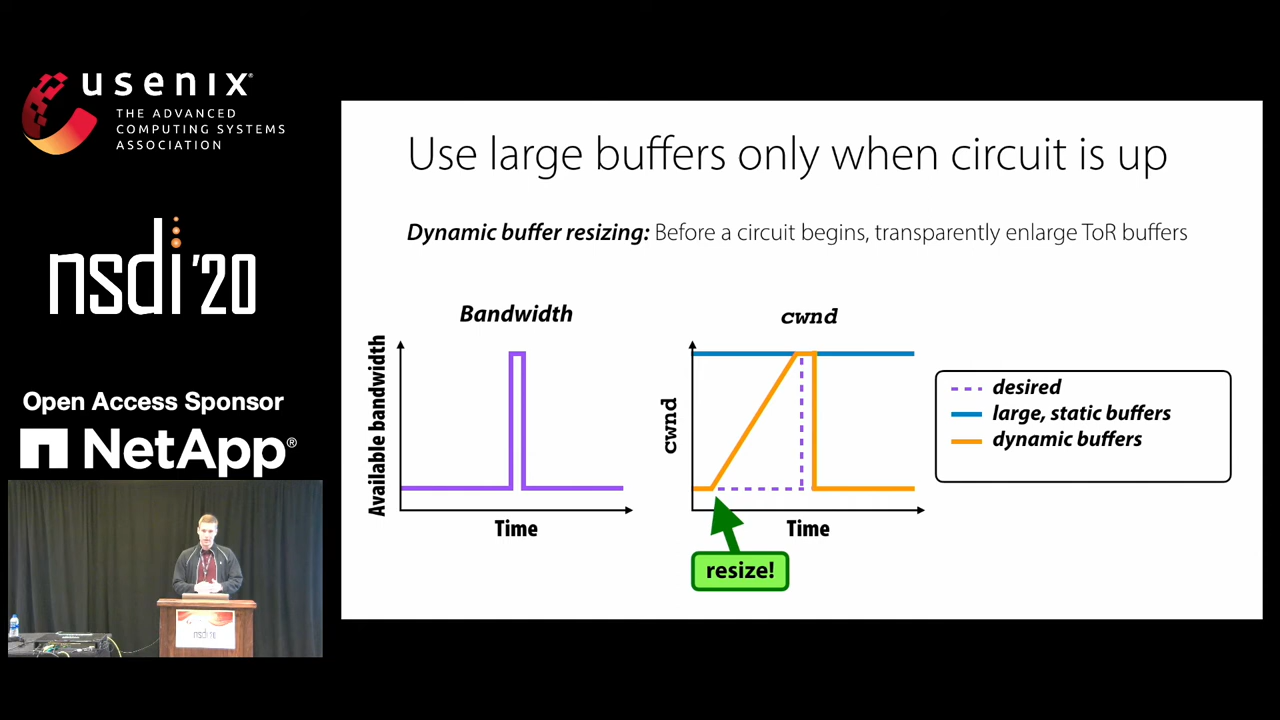 usenix®
THE ADVANCED
COMPUTING SYSTEMS
ASSOCIATION
nsdi '20
Open Access Sponsor
NetApp®
nsdi
Use large buffers only when circuit is up
Dynamic buffer resizing: Before a circuit begins, transparently enlarge ToR buffers
Bandwidth
Available bandwidth
Time
cwnd
cwnd
Time
resize!
desired
large, static buffers
dynamic buffers